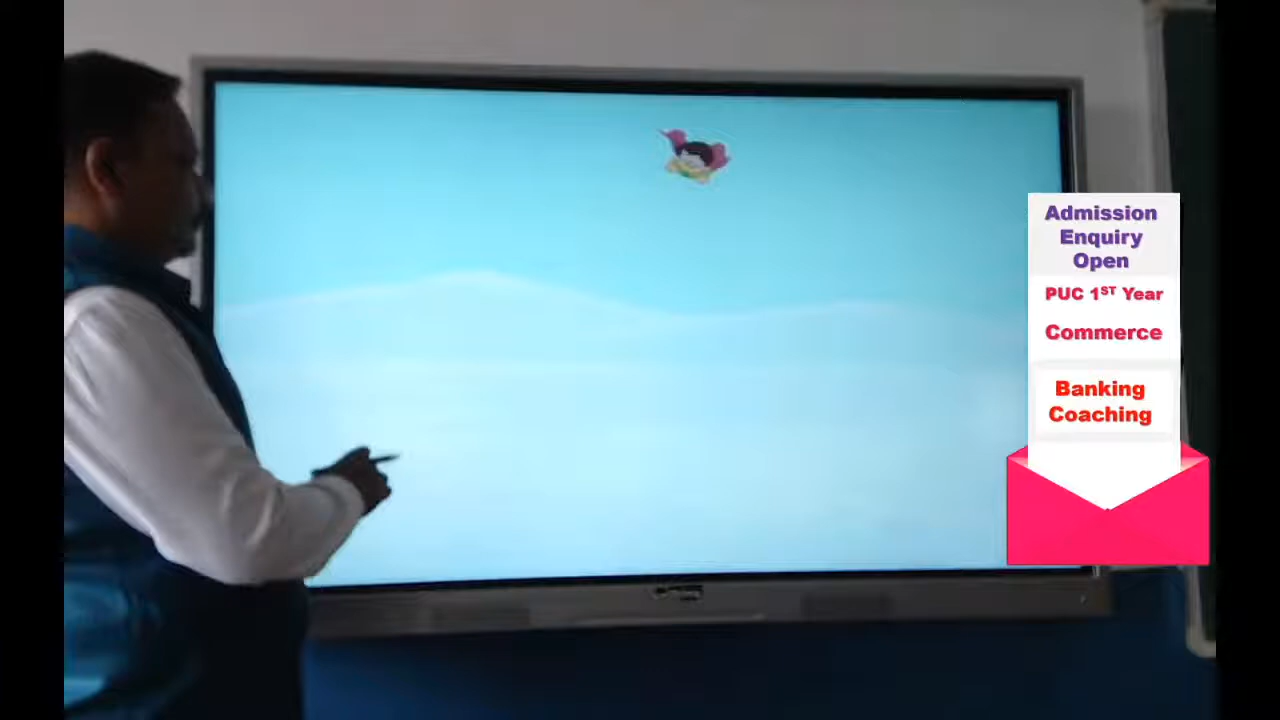 Admission
Enquiry
Open
PUC 1ST Year
Commerce
Banking
Coaching